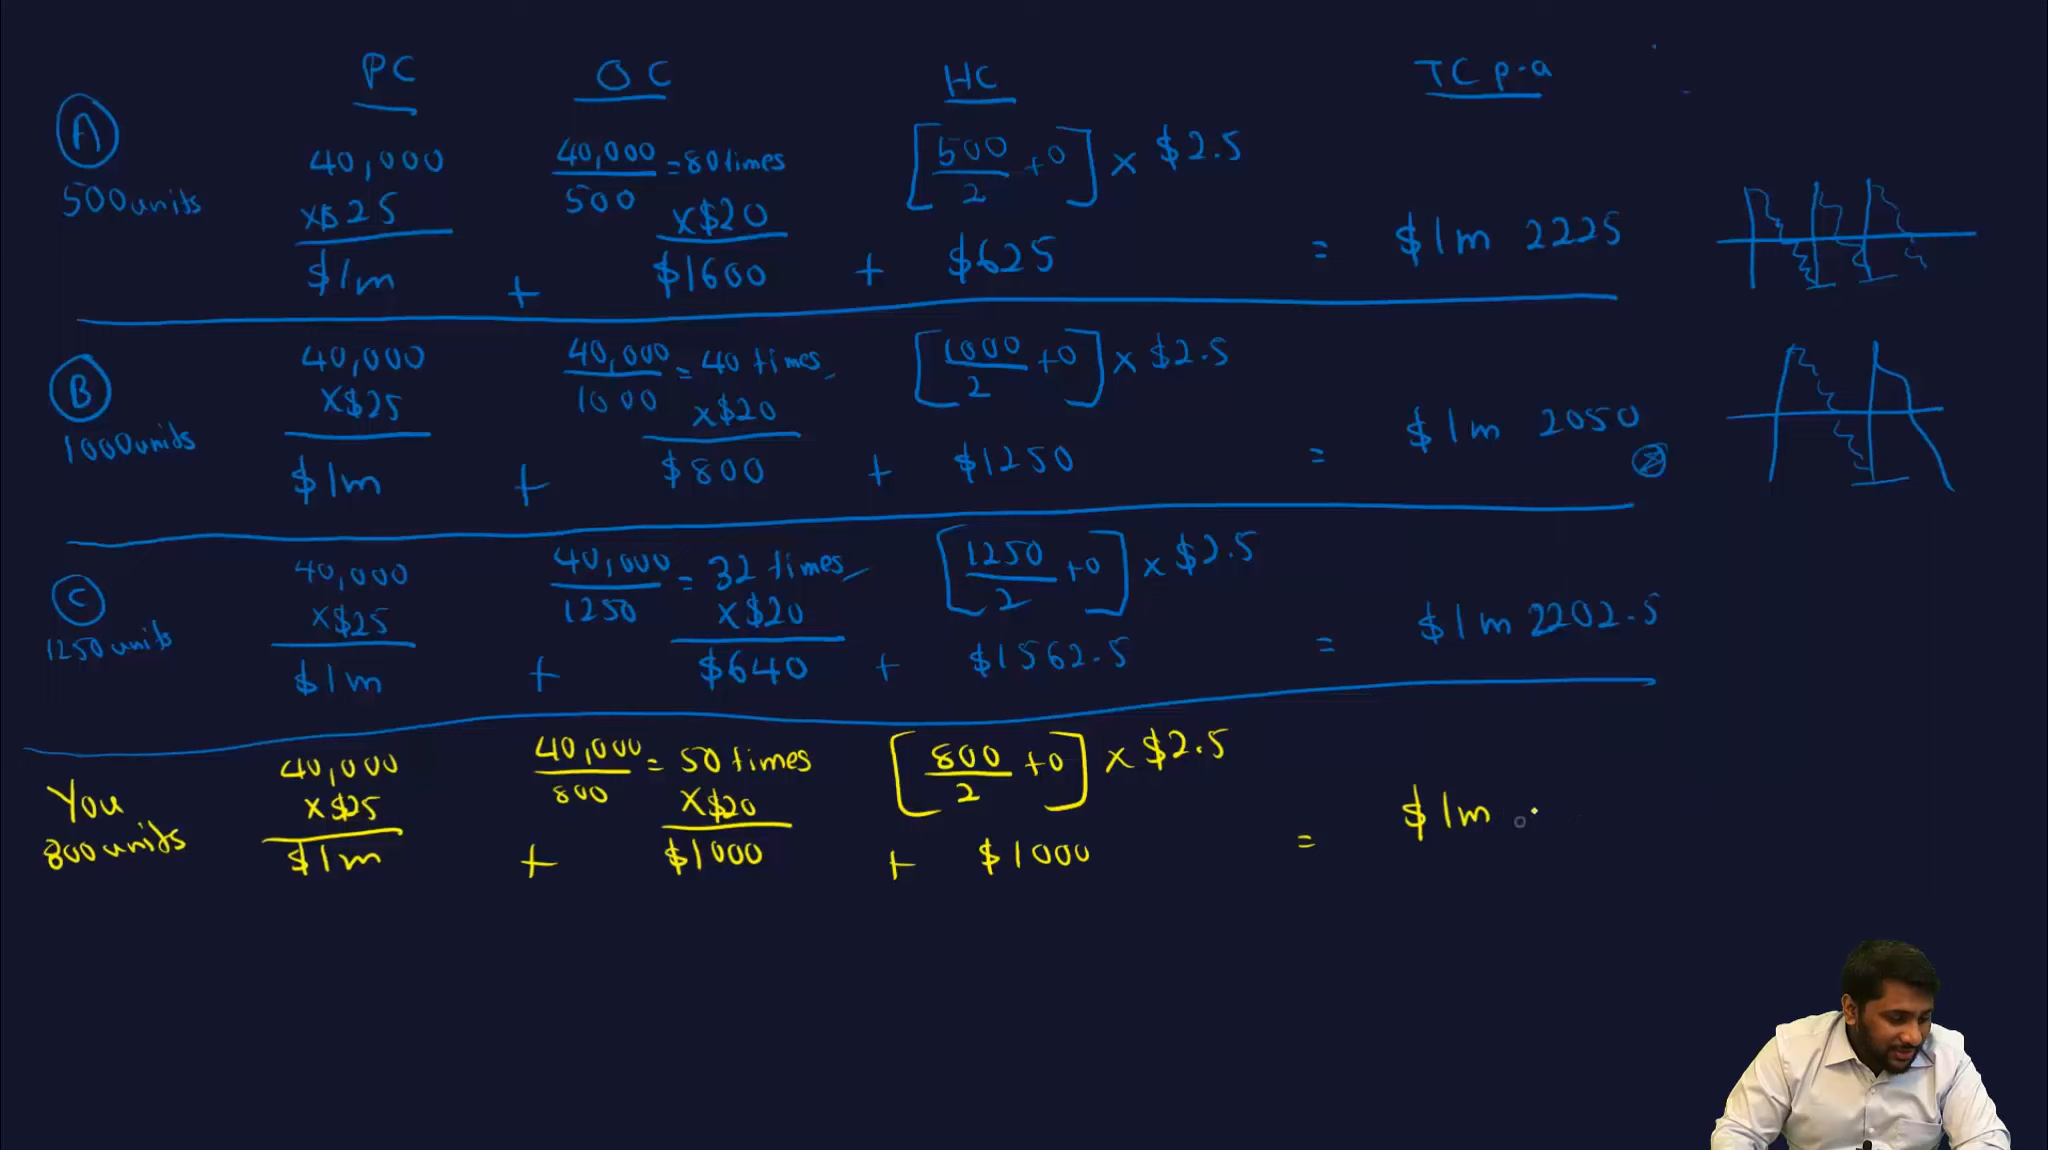 PC OC HC TC p.a
A
500 units
40,000
x$25
$1m
+
40,000/500 = 80 times
x$20
$1600
+
[500/2 +0] x $2.5
$625
= $1m 2225
B
1000 units
40,000
x$25
$1m
+
40,000/1000 = 40 times
x$20
$800
+
[1000/2 +0] x $2.5
$1250
= $1m 2050
C
1250 units
40,000
x$25
$1m
+
40,000/1250 = 32 times
x$20
$640
+
[1250/2 +0] x $2.5
$1562.5
= $1m 2202.5
You
800 units
40,000
x$25
$1m
+
40,000/800 = 50 times
x$20
$1000
+
[800/2 +0] x $2.5
$1000
= $1m